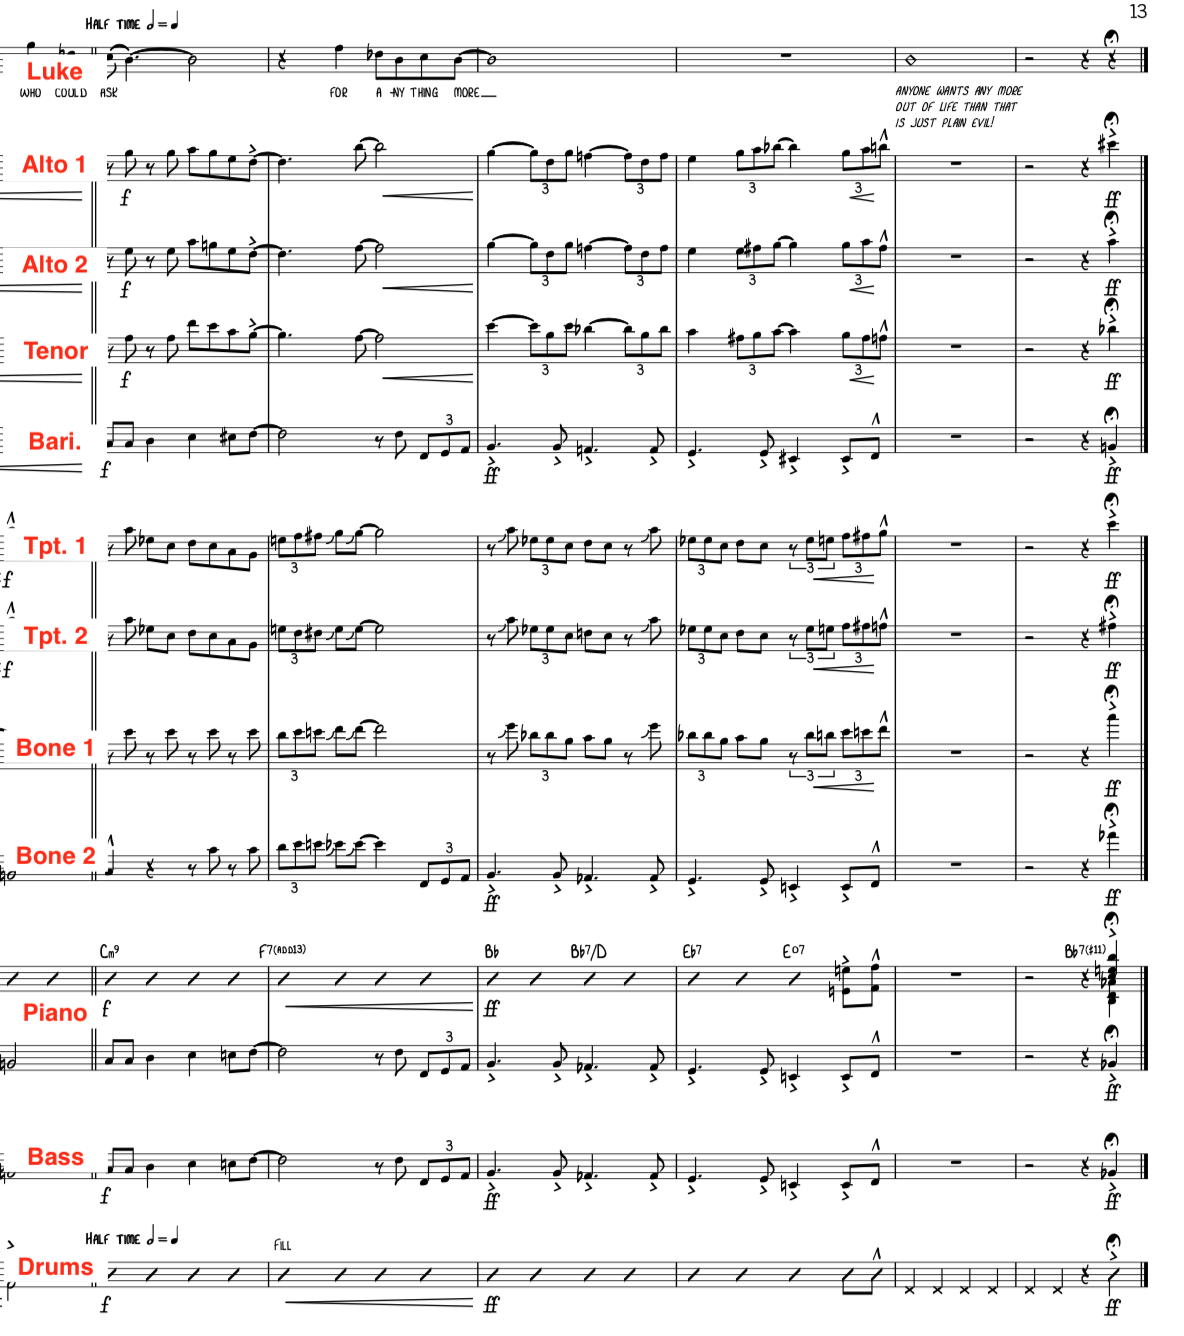 13
HALF TIME 𝅗𝅥 = ♩
Luke
WHO COULD ASK FOR A -NY THING MORE
ANYONE WANTS ANY MORE
OUT OF LIFE THAN THAT
IS JUST PLAIN EVIL!
Alto 1
3 3 3 3
f ff
Alto 2
3 3 3 3
f ff
Tenor
3 3 3 3
f ff
Bari.
3
f ff ff
Tpt. 1
3 3 3 3 3
f ff
Tpt. 2
3 3 3 3 3
f ff
Bone 1
3 3 3 3 3
ff
Bone 2
3 3
ff ff
Cm9 F7(ADD13) Bb Bb7/D Eb7 Eo7 Bb7(#11)
f ff
Piano
3
ff
Bass
3
f ff ff
HALF TIME 𝅗𝅥 = ♩
FILL
Drums
f ff ff